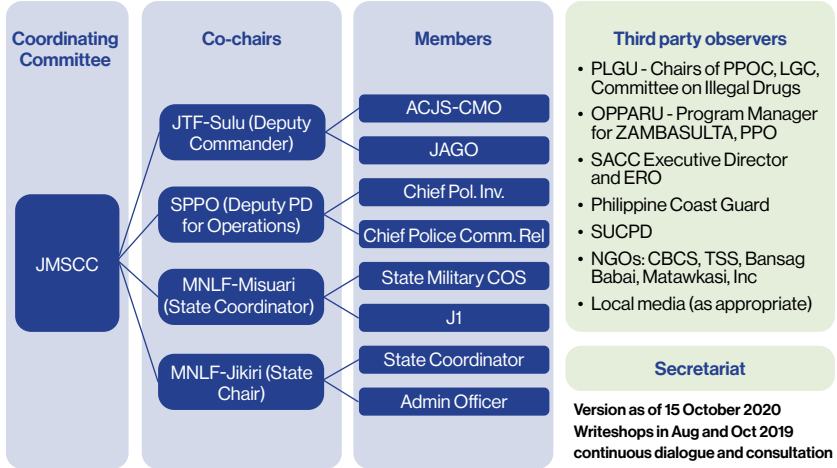 Coordinating
Committee
JMSCC
Co-chairs
JTF-Sulu (Deputy
Commander)
SPPO (Deputy PD
for Operations)
MNLF-Misuari
(State Coordinator)
MNLF-Jikiri (State
Chair)
Members
ACJS-CMO
JAGO
Chief Pol. Inv.
Chief Police Comm. Rel
State Military COS
J1
State Coordinator
Admin Officer
Third party observers
• PLGU - Chairs of PPOC, LGC,
Committee on Illegal Drugs
• OPPARU - Program Manager
for ZAMBASULTA, PPO
• SACC Executive Director
and ERO
• Philippine Coast Guard
• SUCPD
• NGOs: CBCS, TSS, Bansag
Babai, Matawkasi, Inc
• Local media (as appropriate)
Secretariat
Version as of 15 October 2020
Writeshops in Aug and Oct 2019
continuous dialogue and consultation